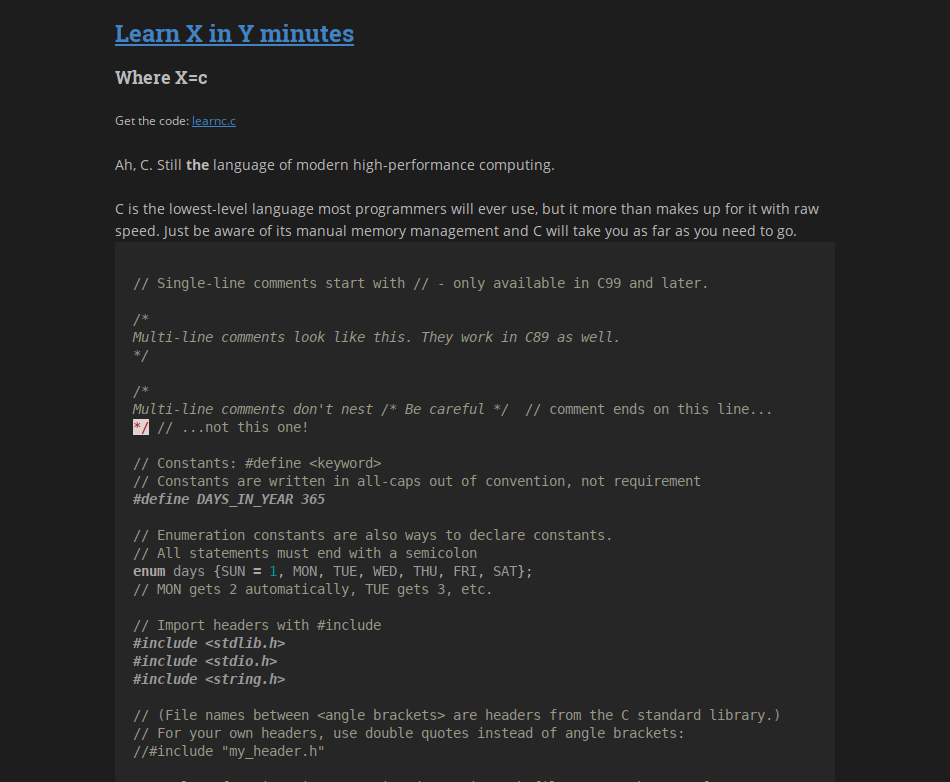 Learn X in Y minutes
Where X=c
Get the code: learnc.c
Ah, C. Still the language of modern high-performance computing.
C is the lowest-level language most programmers will ever use, but it more than makes up for it with raw
speed. Just be aware of its manual memory management and C will take you as far as you need to go.
// Single-line comments start with // - only available in C99 and later.
/*
Multi-line comments look like this. They work in C89 as well.
*/
/*
Multi-line comments don't nest /* Be careful */  // comment ends on this line...
*/ // ...not this one!
// Constants: #define <keyword>
// Constants are written in all-caps out of convention, not requirement
#define DAYS_IN_YEAR 365
// Enumeration constants are also ways to declare constants.
// All statements must end with a semicolon
enum days {SUN = 1, MON, TUE, WED, THU, FRI, SAT};
// MON gets 2 automatically, TUE gets 3, etc.
// Import headers with #include
#include <stdlib.h>
#include <stdio.h>
#include <string.h>
// (File names between <angle brackets> are headers from the C standard library.)
// For your own headers, use double quotes instead of angle brackets:
//#include "my_header.h"